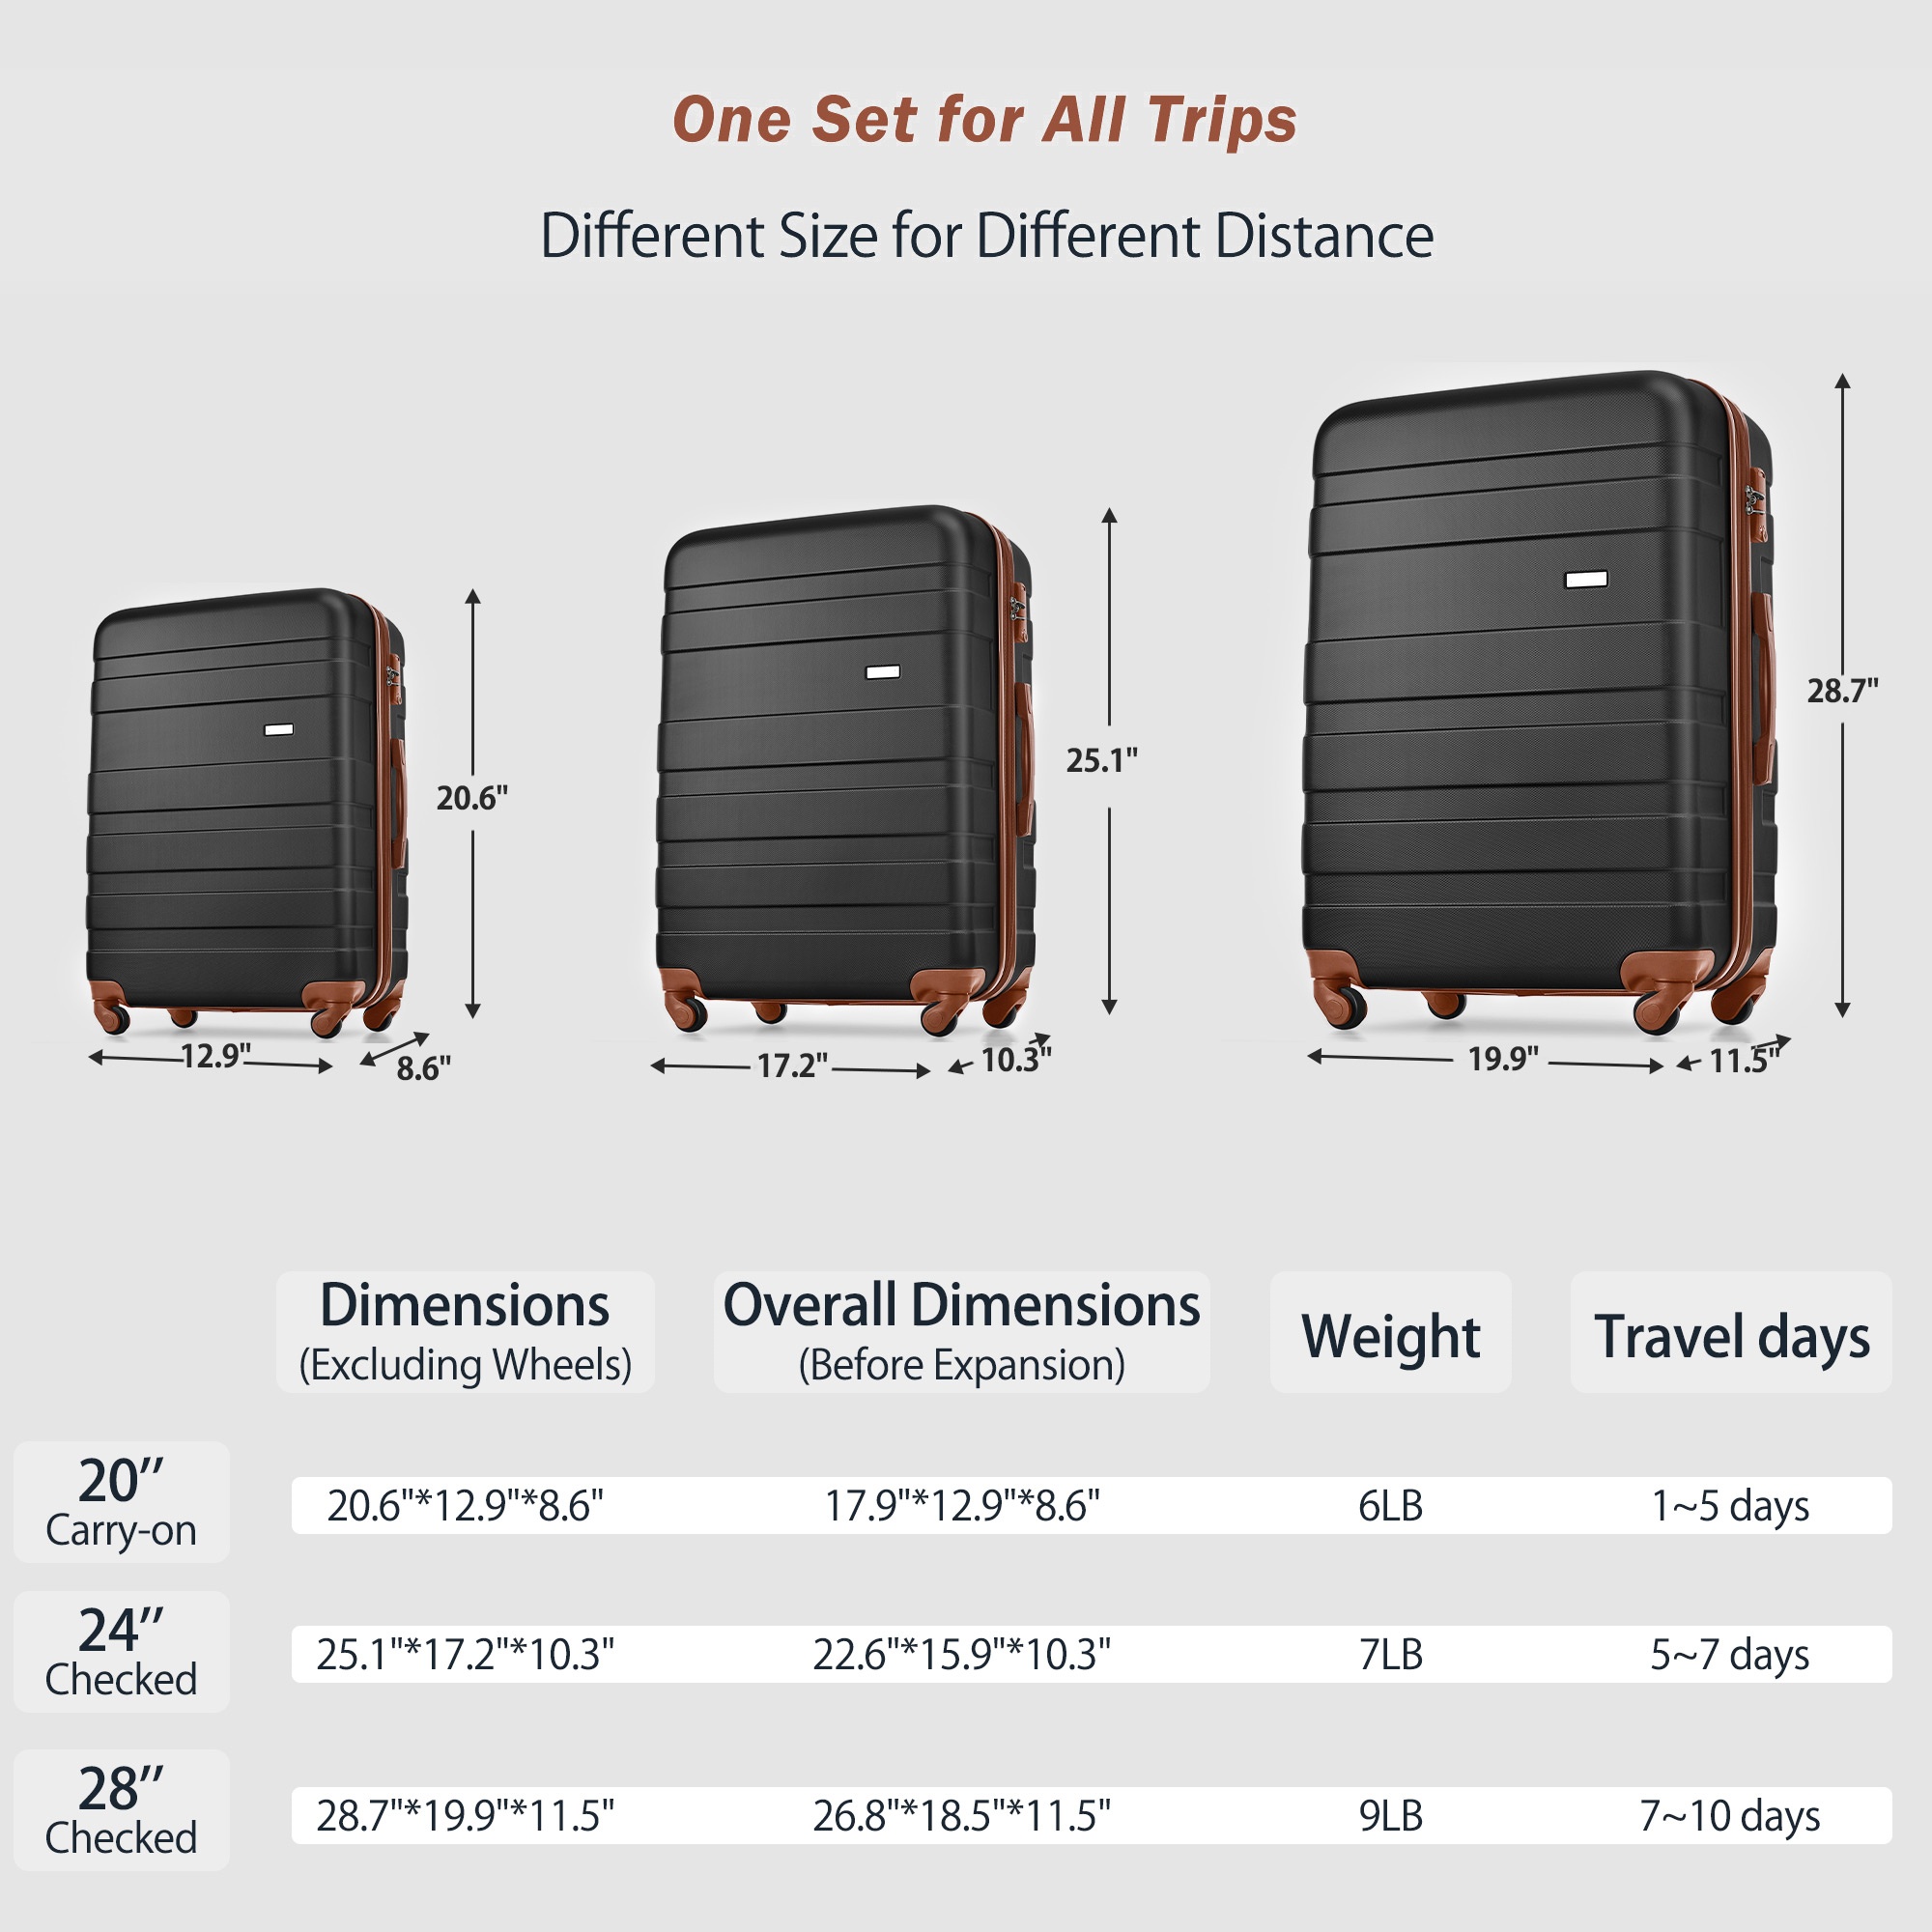 One Set for All Trips
Different Size for Different Distance
20.6"
12.9"
8.6"
25.1"
17.2"
10.3"
28.7"
19.9"
11.5"
Dimensions
(Excluding Wheels)
Overall Dimensions
(Before Expansion)
Weight
Travel days
20’’
Carry-on
20.6"*12.9"*8.6"
17.9"*12.9"*8.6"
6LB
1~5 days
24’’
Checked
25.1"*17.2"*10.3"
22.6"*15.9"*10.3"
7LB
5~7 days
28’’
Checked
28.7"*19.9"*11.5"
26.8"*18.5"*11.5"
9LB
7~10 days